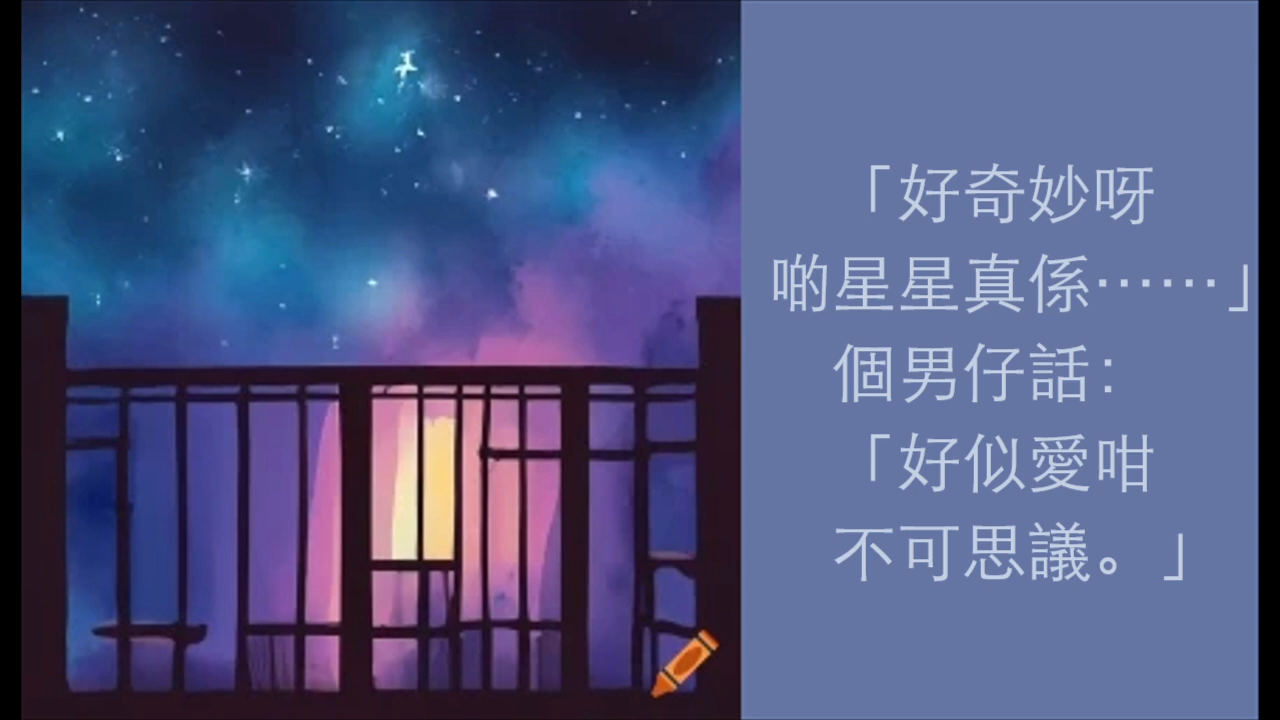 「好奇妙呀
啲星星真係……」
個男仔話：
「好似愛咁
不可思議。」